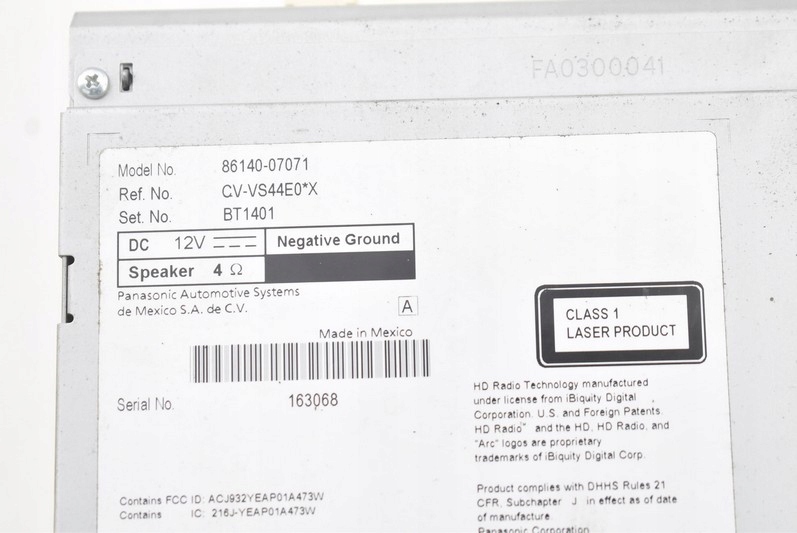 FA0300041
Model No. 86140-07071
Ref. No. CV-VS44E0*X
Set. No. BT1401
DC 12V Negative Ground
Speaker 4 Ω
Panasonic Automotive Systems
de Mexico S.A. de C.V.
A
Made in Mexico
Serial No. 163068
CLASS 1
LASER PRODUCT
HD Radio Technology manufactured
under license from iBiquity Digital
Corporation. U.S. and Foreign Patents.
HD Radio™ and the HD, HD Radio, and
"Arc" logos are proprietary
trademarks of iBiquity Digital Corp.
Contains FCC ID: ACJ932YEAP01A473W
Contains IC: 216J-YEAP01A473W
Product complies with DHHS Rules 21
CFR, Subchapter J in effect as of date
of manufacture.
Panasonic Corporation